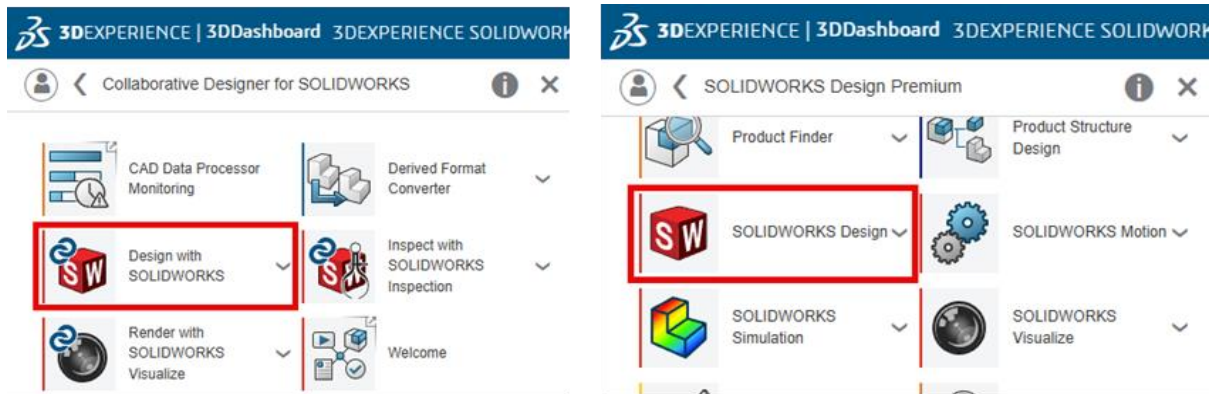 3DEXPERIENCE | 3DDashboard 3DEXPERIENCE SOLIDWORK
Collaborative Designer for SOLIDWORKS
CAD Data Processor
Monitoring
Derived Format
Converter
Design with
SOLIDWORKS
Inspect with
SOLIDWORKS
Inspection
Render with
SOLIDWORKS
Visualize
Welcome
3DEXPERIENCE | 3DDashboard 3DEXPERIENCE SOLIDWORK
SOLIDWORKS Design Premium
Product Finder
Product Structure
Design
SOLIDWORKS Design
SOLIDWORKS Motion
SOLIDWORKS
Simulation
SOLIDWORKS
Visualize